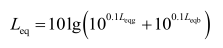 L_eq = 10lg(10^{0.1L_eqg} + 10^{0.1L_eqb})